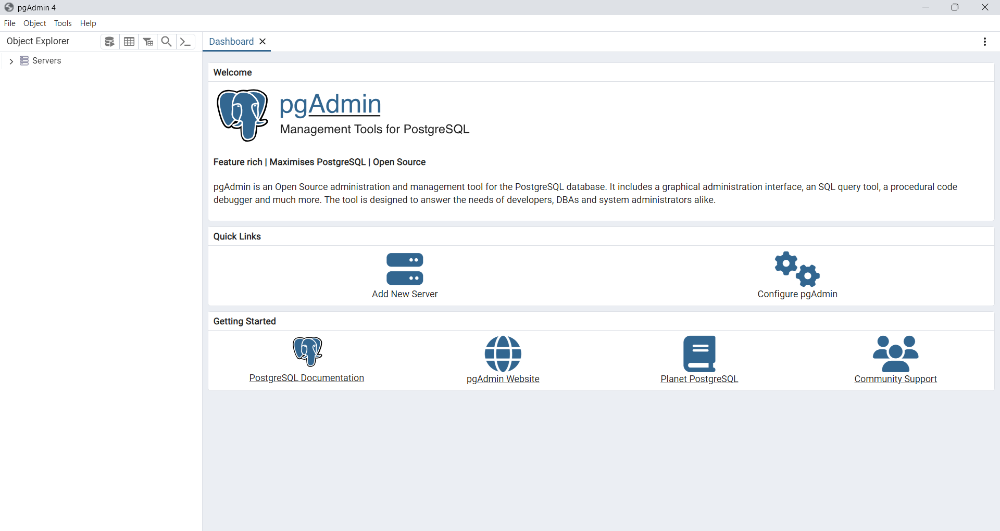 pgAdmin 4
File Object Tools Help
Object Explorer
Dashboard
Servers
Welcome
pgAdmin
Management Tools for PostgreSQL
Feature rich | Maximises PostgreSQL | Open Source
pgAdmin is an Open Source administration and management tool for the PostgreSQL database. It includes a graphical administration interface, an SQL query tool, a procedural code
debugger and much more. The tool is designed to answer the needs of developers, DBAs and system administrators alike.
Quick Links
Add New Server
Configure pgAdmin
Getting Started
PostgreSQL Documentation
pgAdmin Website
Planet PostgreSQL
Community Support